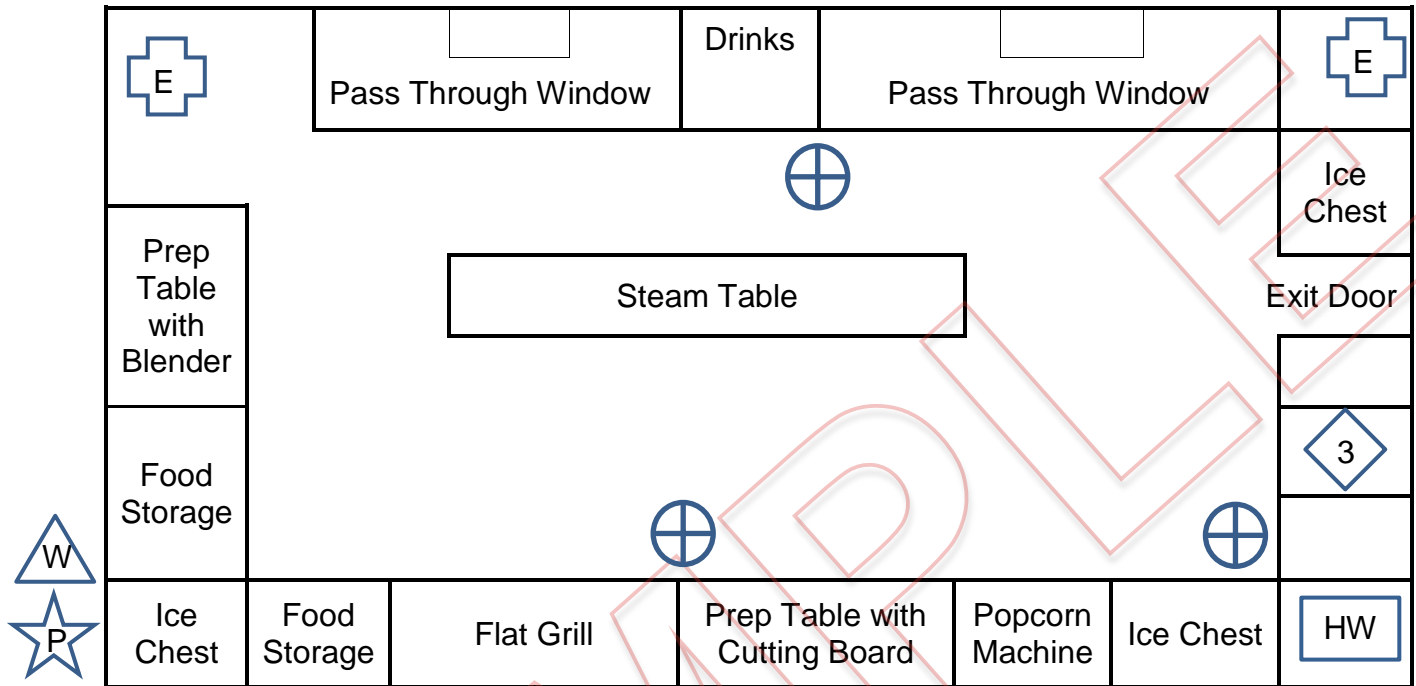 E
Pass Through Window
Drinks
Pass Through Window
E
Ice
Chest
Prep
Table
with
Blender
Steam Table
Exit Door
Food
Storage
3
W
P
Ice
Chest
Food
Storage
Flat Grill
Prep Table with
Cutting Board
Popcorn
Machine
Ice Chest
HW
MPLE